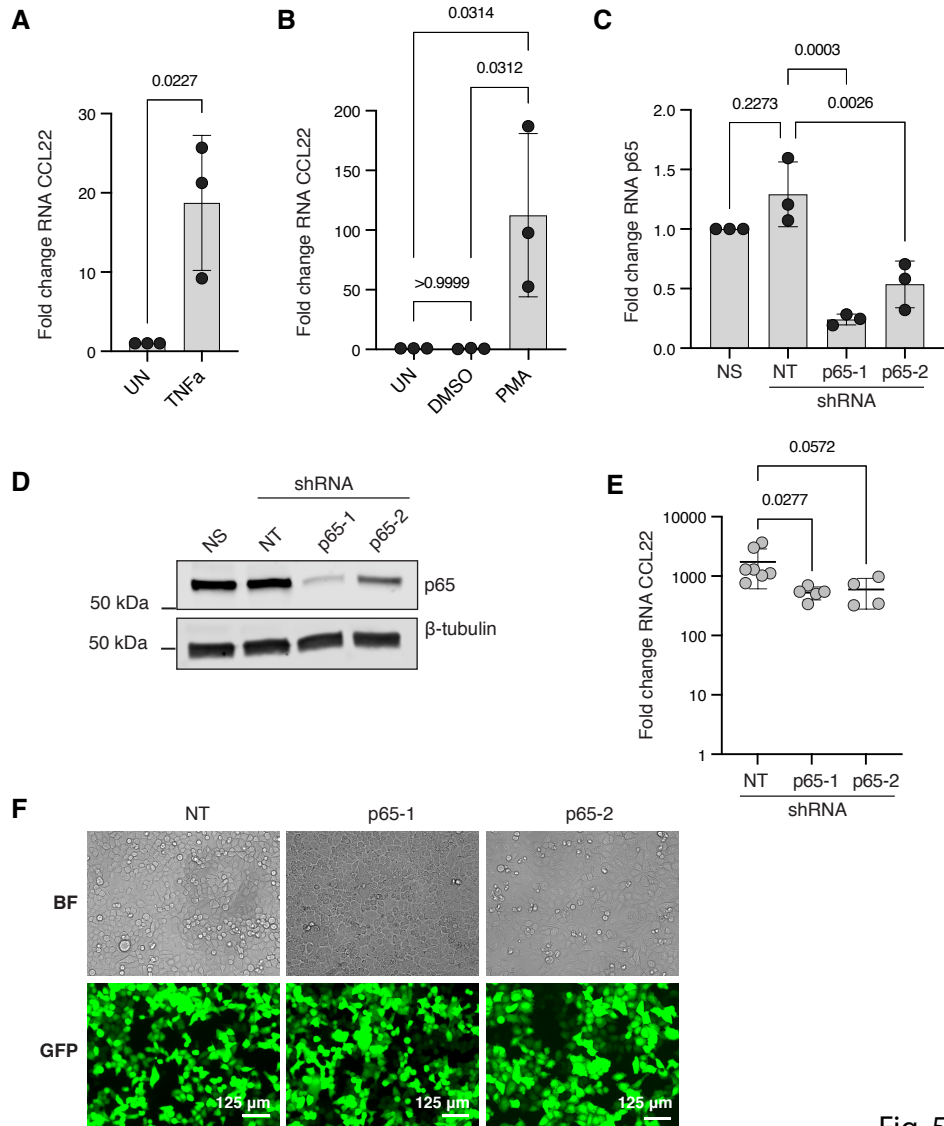 A
0.0227
Fold change RNA CCL22
30
20
10
0
UN
TNFa
B
0.0314
0.0312
>0.9999
Fold change RNA CCL22
200
150
100
50
0
UN
DMSO
PMA
C
0.0003
0.2273
0.0026
Fold change RNA p65
2.0
1.5
1.0
0.5
0.0
NS
NT
p65-1
p65-2
shRNA
D
shRNA
NS
NT
p65-1
p65-2
p65
50 kDa
50 kDa
β-tubulin
E
0.0572
0.0277
Fold change RNA CCL22
10000
1000
100
10
1
NT
p65-1
p65-2
shRNA
F
NT
p65-1
p65-2
BF
GFP
125 µm
125 µm
125 µm
Fig. 5